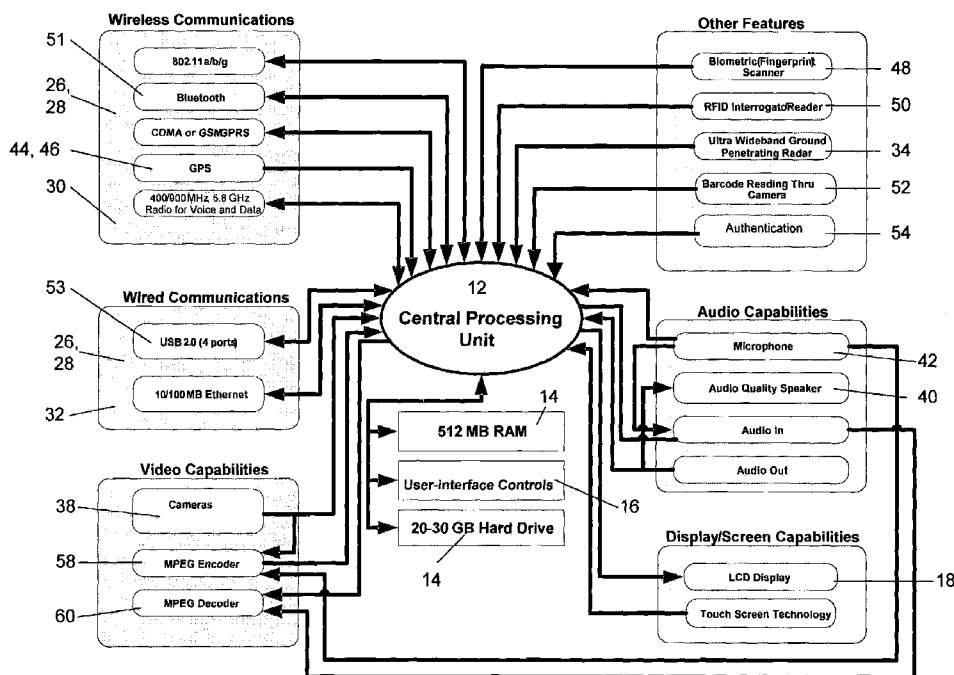 Wireless Communications
51
802.11a/b/g
26,
28
Bluetooth
CDMA or GSMGPRS
44, 46
GPS
30
400/900MHz, 5.8 GHz
Radio for Voice and Data
Other Features
Biometric(Fingerprint
Scanner
48
RFID Interrogato/Reader
50
Ultra Wideband Ground
Penetrating Radar
34
Barcode Reading Thru
Camera
52
Authentication
54
12
Central Processing
Unit
Wired Communications
53
26,
28
USB 2.0 (4 ports)
10/100MB Ethernet
32
Audio Capabilities
Microphone
42
Audio Quality Speaker
40
Audio In
Audio Out
14
512 MB RAM
User-interface Controls
16
20-30 GB Hard Drive
14
Video Capabilities
Cameras
38
58
MPEG Encoder
60
MPEG Decoder
Display/Screen Capabilities
LCD Display
18
Touch Screen Technology